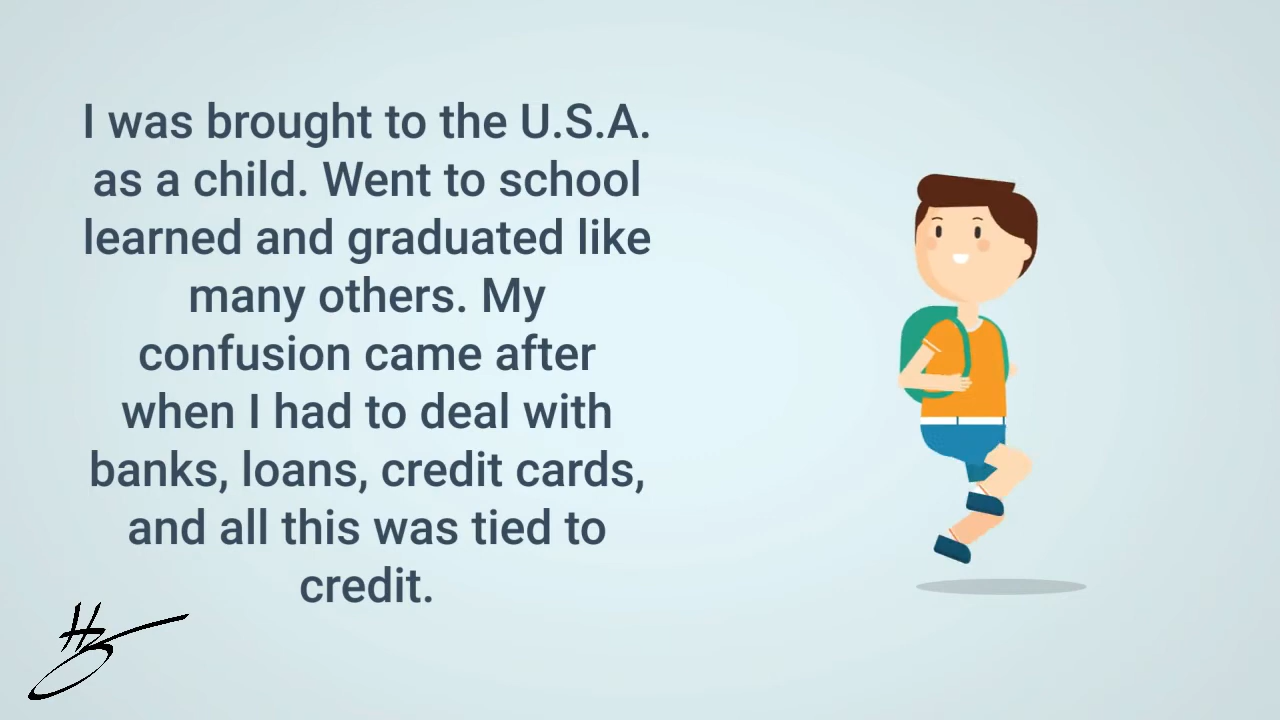 I was brought to the U.S.A.
as a child. Went to school
learned and graduated like
many others. My
confusion came after
when I had to deal with
banks, loans, credit cards,
and all this was tied to
credit.